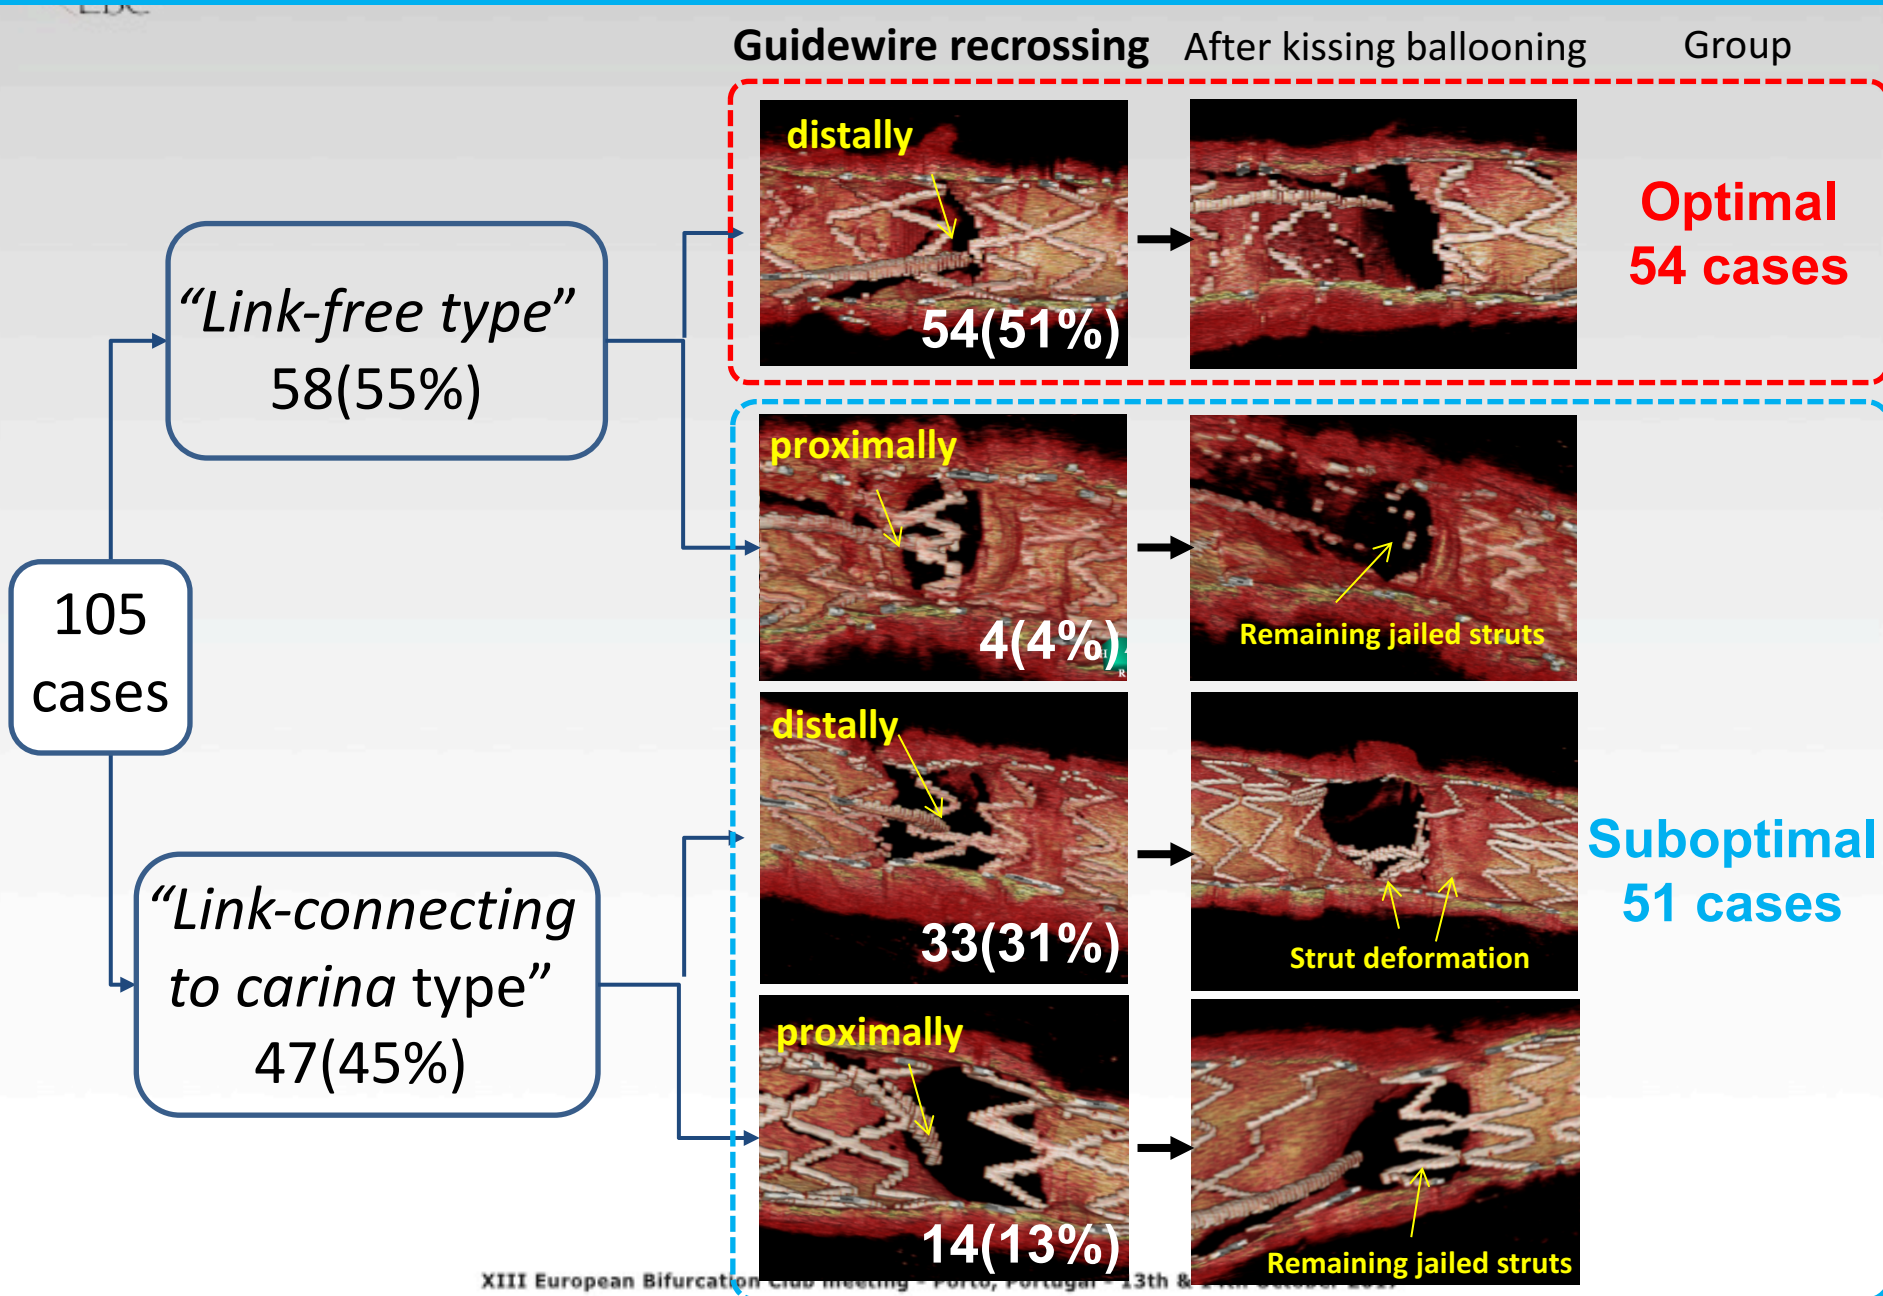 EBC
Guidewire recrossing After kissing ballooning Group
distally
54(51%)
Optimal
54 cases
"Link-free type"
58(55%)
proximally
4(4%)
Remaining jailed struts
105
cases
distally
33(31%)
Strut deformation
Suboptimal
51 cases
"Link-connecting
to carina type"
47(45%)
proximally
14(13%)
Remaining jailed struts
XIII European Bifurcation Club meeting - Porto, Portugal - 13th &